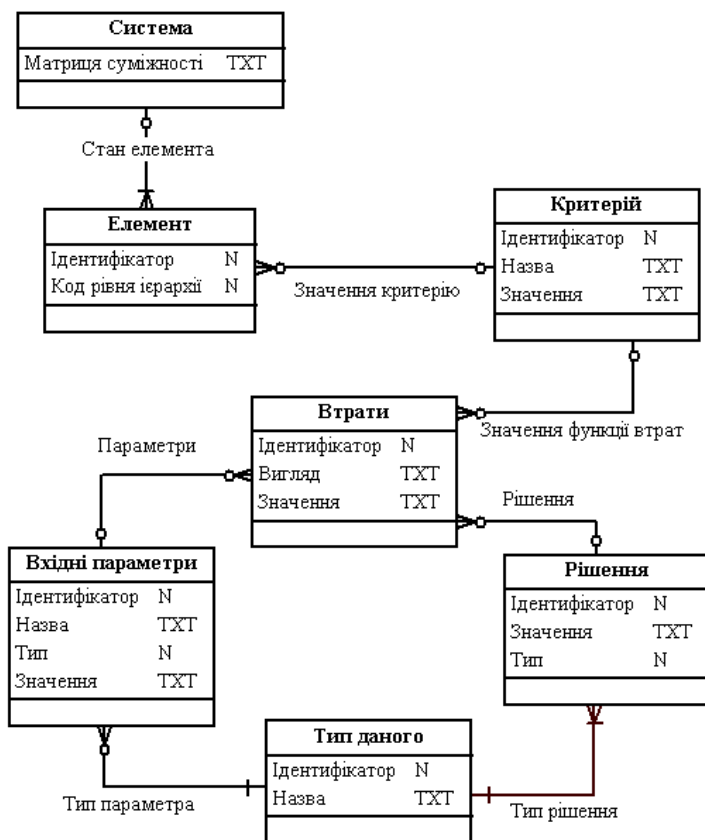 Система
Матриця суміжності TXT
Стан елемента
Елемент
Ідентифікатор N
Код рівня ієрархії N
Критерій
Ідентифікатор N
Назва TXT
Значення TXT
Значення критерію
Втрати
Ідентифікатор N
Вигляд TXT
Значення TXT
Значення функції втрат
Параметри
Рішення
Вхідні параметри
Ідентифікатор N
Назва TXT
Тип N
Значення TXT
Рішення
Ідентифікатор N
Значення TXT
Тип N
Тип даного
Ідентифікатор N
Назва TXT
Тип параметра
Тип рішення